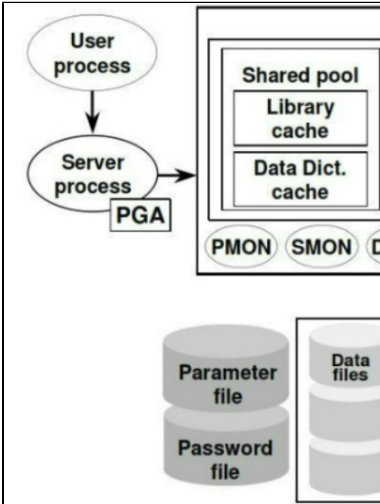 User
process
Server
process
PGA
Shared pool
Library
cache
Data Dict.
cache
PMON
SMON
Parameter
file
Password
file
Data
files